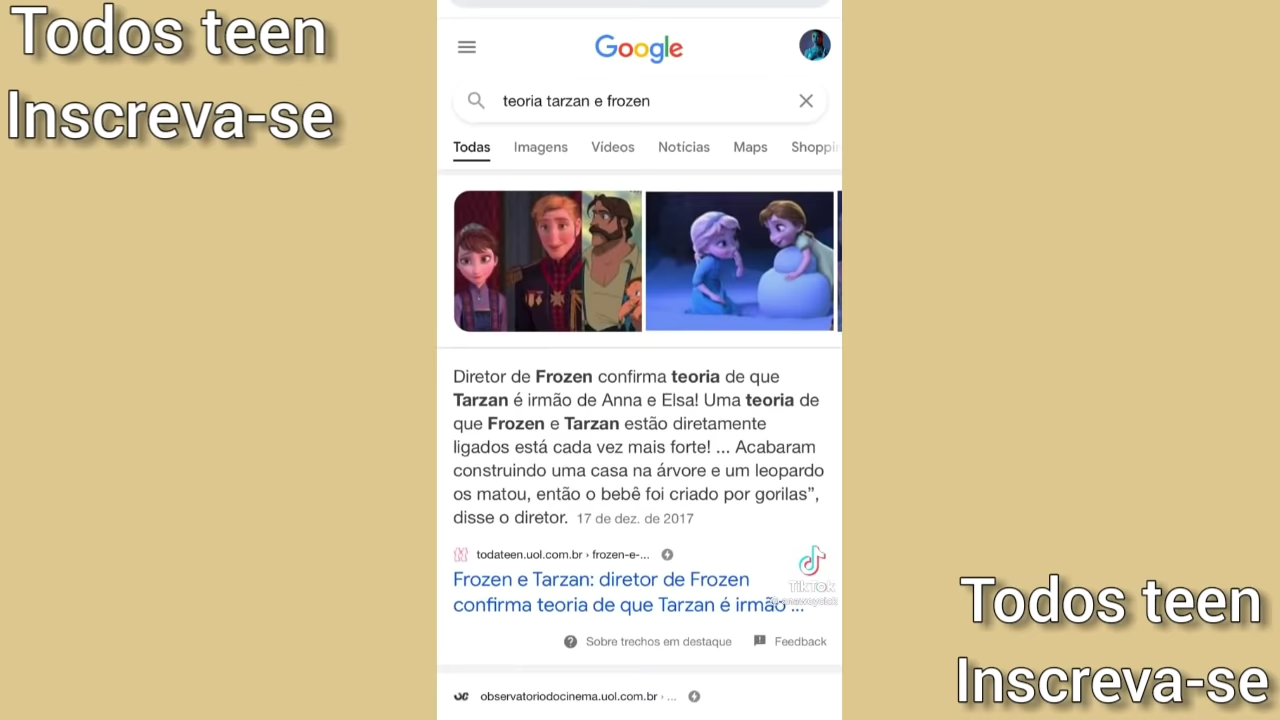 Todos teen
Inscreva-se
Google
teoria tarzan e frozen
Todas Imagens Vídeos Notícias Maps Shoppi
Diretor de Frozen confirma teoria de que
Tarzan é irmão de Anna e Elsa! Uma teoria de
que Frozen e Tarzan estão diretamente
ligados está cada vez mais forte! ... Acabaram
construindo uma casa na árvore e um leopardo
os matou, então o bebê foi criado por gorilas”,
disse o diretor. 17 de dez. de 2017
todateen.uol.com.br › frozen-e-...
Frozen e Tarzan: diretor de Frozen
confirma teoria de que Tarzan é irmão ...
TikTok
Sobre trechos em destaque Feedback
observatoriodocinema.uol.com.br › ...
Todos teen
Inscreva-se